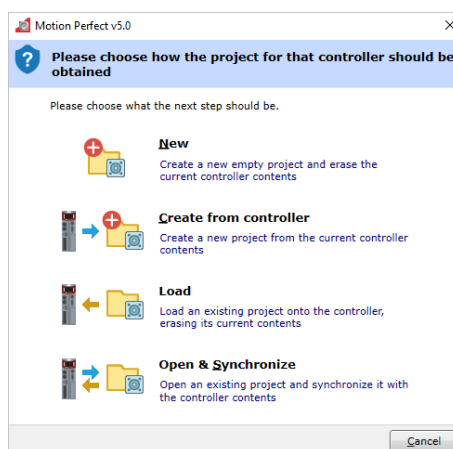 Motion Perfect v5.0
Please choose how the project for that controller should be
obtained
Please choose what the next step should be.
New
Create a new empty project and erase the
current controller contents
Create from controller
Create a new project from the current controller
contents
Load
Load an existing project onto the controller,
erasing its current contents
Open & Synchronize
Open an existing project and synchronize it with
the controller contents
Cancel